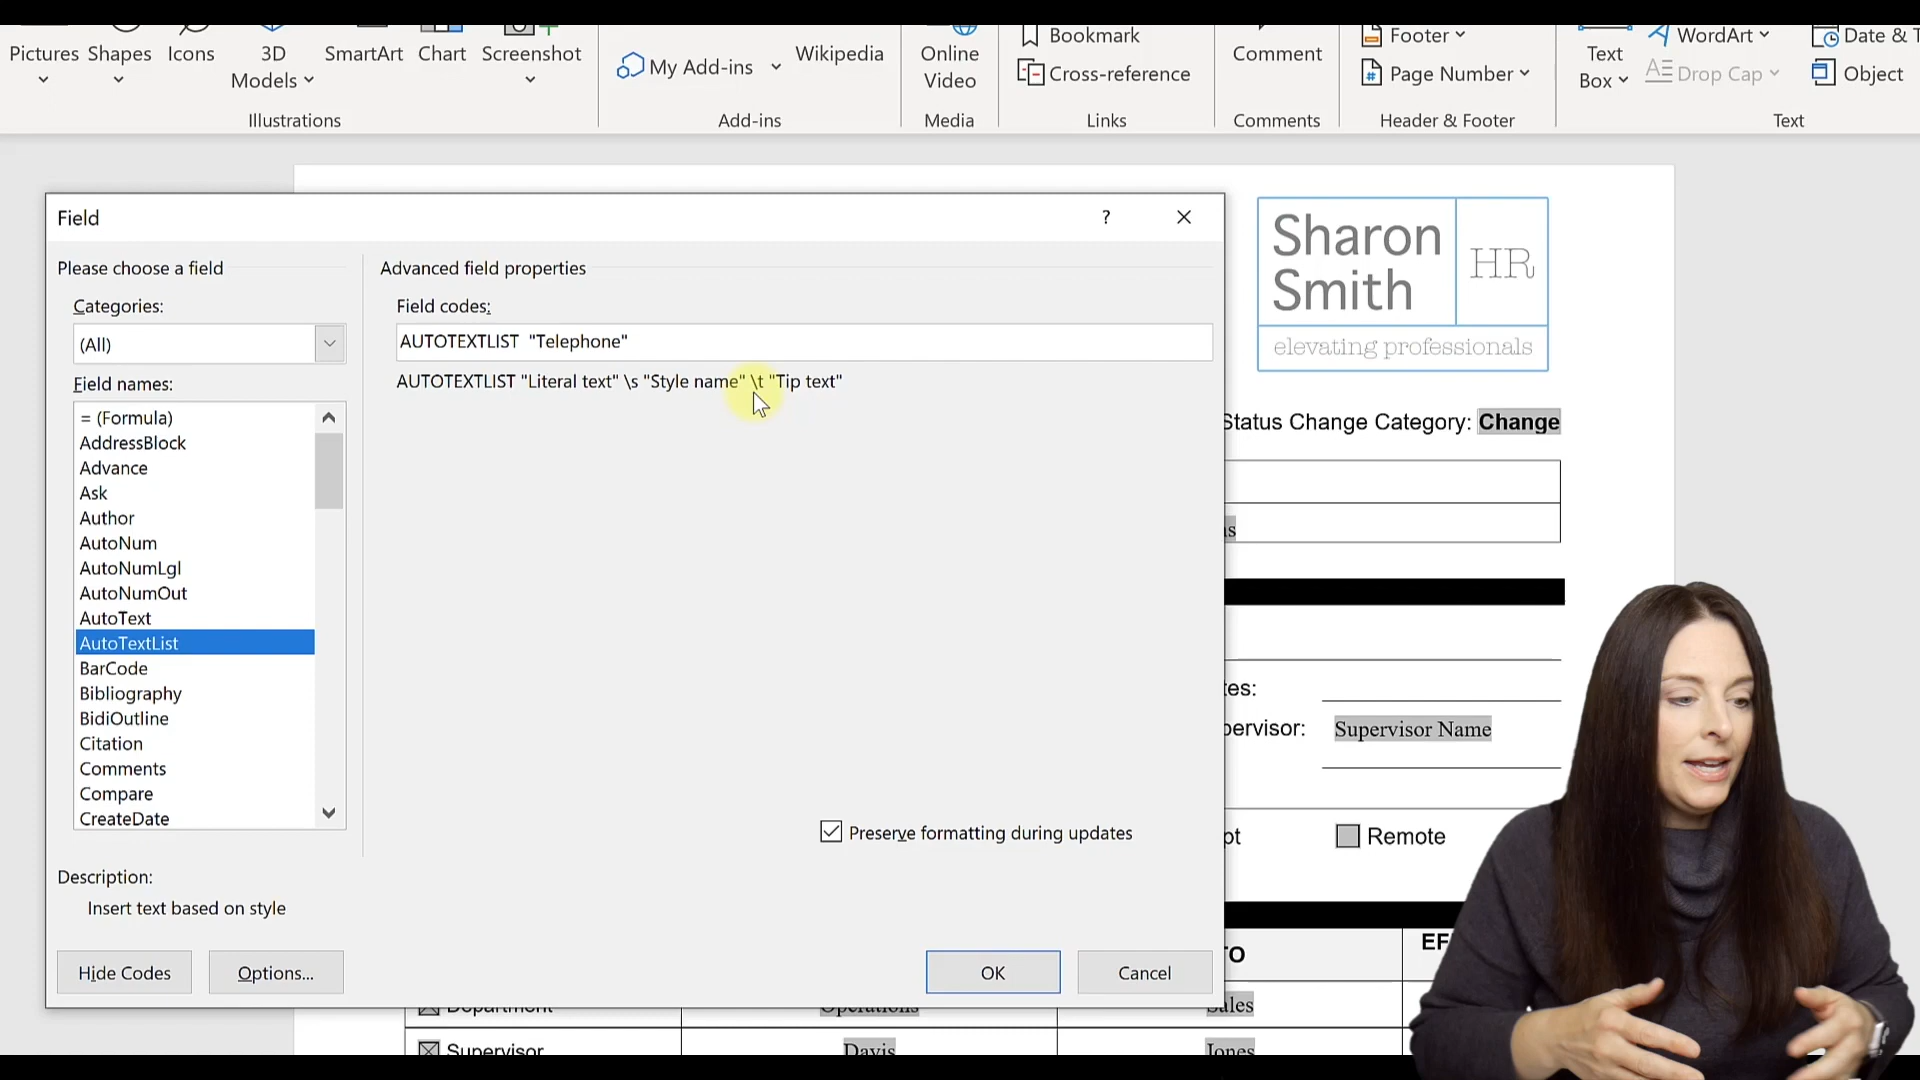 Pictures
Shapes
Icons
3D
Models
SmartArt
Chart
Screenshot
Illustrations
My Add-ins
Wikipedia
Add-ins
Online
Video
Media
Bookmark
Cross-reference
Links
Comment
Comments
Footer
Page Number
Header & Footer
Text
Box
WordArt
Drop Cap
Date & T
Object
Text
Field
?
Please choose a field
Categories:
(All)
Field names:
= (Formula)
AddressBlock
Advance
Ask
Author
AutoNum
AutoNumLgl
AutoNumOut
AutoText
AutoTextList
BarCode
Bibliography
BidiOutline
Citation
Comments
Compare
CreateDate
Advanced field properties
Field codes:
AUTOTEXTLIST "Telephone"
AUTOTEXTLIST "Literal text" \s "Style name" \t "Tip text"
Preserve formatting during updates
Description:
Insert text based on style
Hide Codes
Options...
OK
Cancel
Sharon
Smith
HR
elevating professionals
Status Change Category: Change
es:
pervisor: Supervisor Name
pt
Remote
O
EF
Department
Operations
ales
Supervisor
Davis
Jones